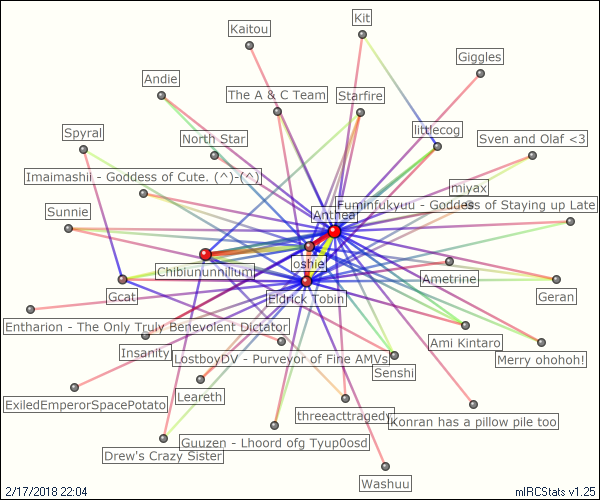 Kit
Kaitou
Giggles
Andie
The A & C Team
Starfire
littlecog
Spyral
North Star
Sven and Olaf <3
Imaimashii - Goddess of Cute. (^)-(^)
miyax
Fuminfukyuu - Goddess of Staying up Late
Sunnie
Anthear
oshiei
Chibiununnilium
Ametrine
Gcat
Eldrick Tobin
Geran
Entharion - The Only Truly Benevolent Dictator
Ami Kintaro
Insanity
LostboyDV - Purveyor of Fine AMVs
Merry ohohoh!
Senshi
ExiledEmperorSpacePotato
Leareth
threeacttragedy
Konran has a pillow pile too
Guuzen - Lhoord ofg Tyup0osd
Drew's Crazy Sister
Washuu
2/17/2018 22:04
mIRCStats v1.25